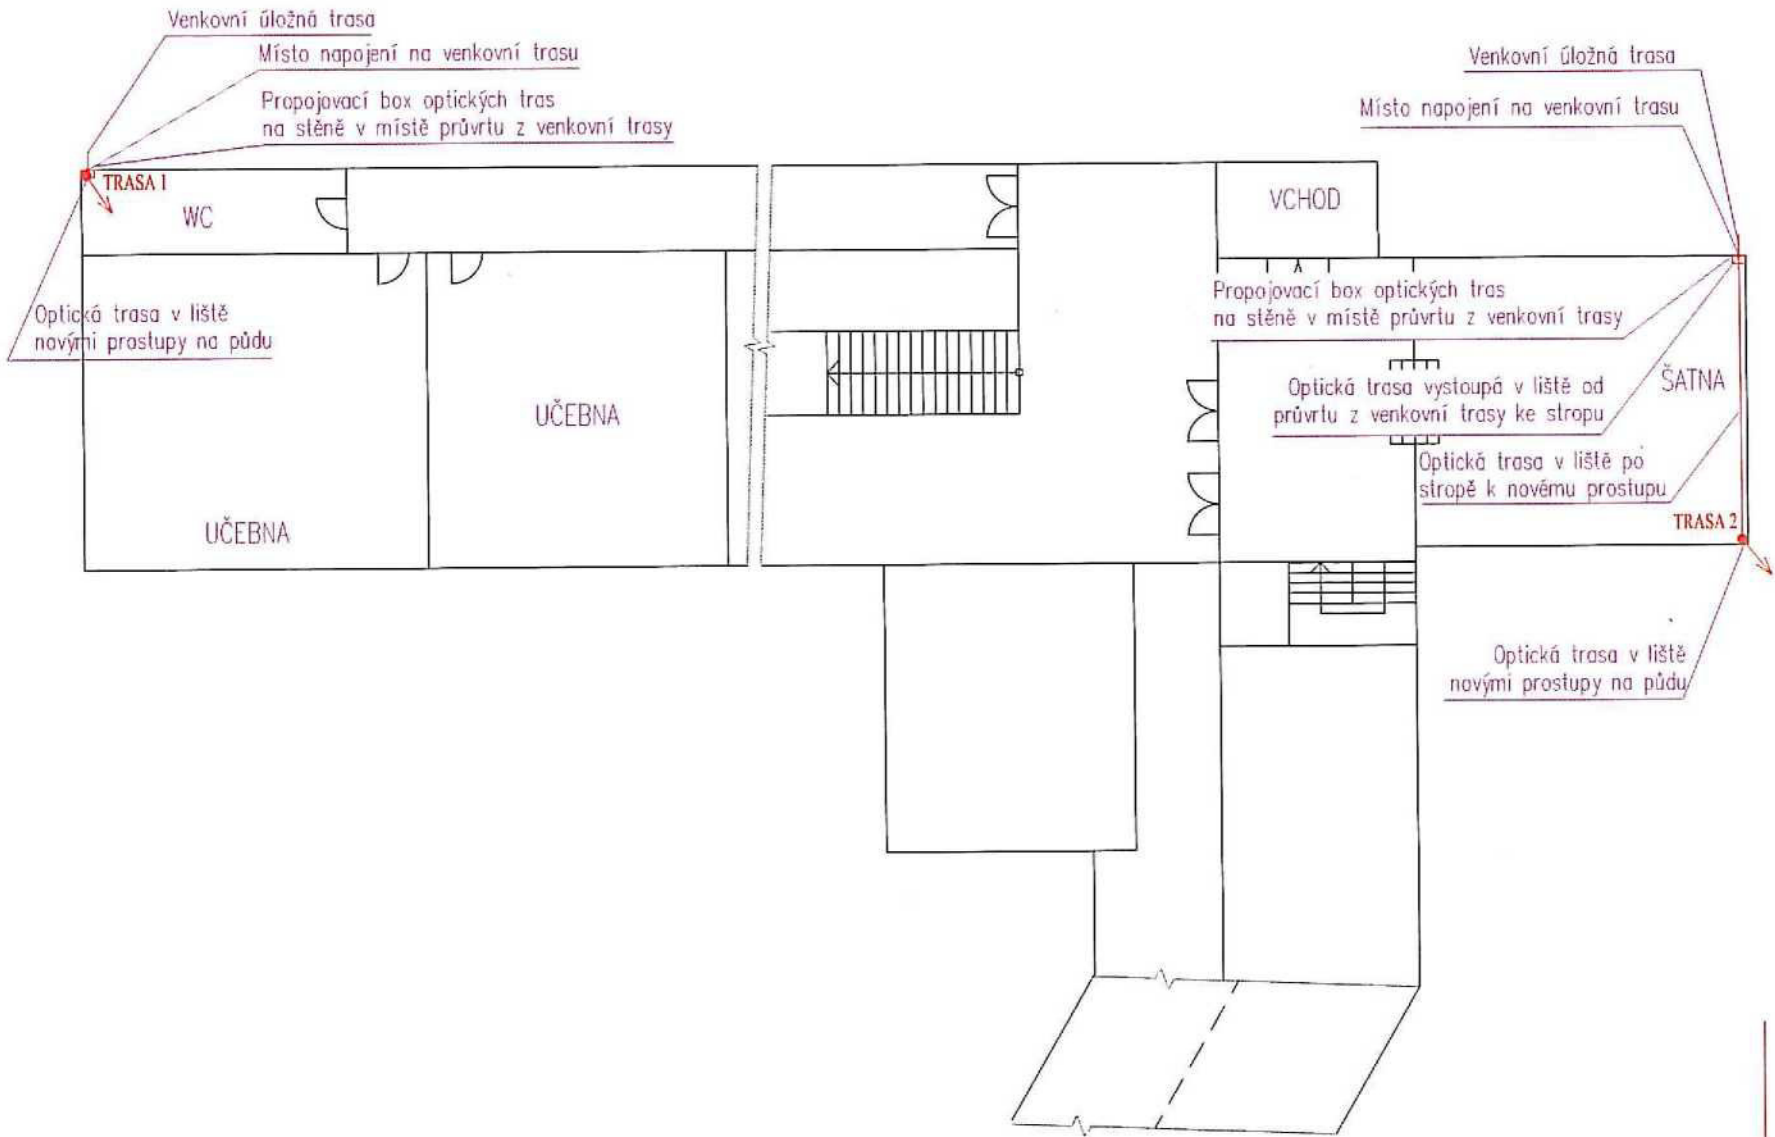 Venkovní úložná trasa
Místo napojení na venkovní trasu
Propojovací box optických tras
na stěně v místě průvrtu z venkovní trasy
TRASA 1
WC
Optická trasa v liště
novými prostupy na půdu
UČEBNA
UČEBNA
VCHOD
Venkovní úložná trasa
Místo napojení na venkovní trasu
Propojovací box optických tras
na stěně v místě průvrtu z venkovní trasy
Optická trasa vystoupá v liště od
průvrtu z venkovní trasy ke stropu
ŠATNA
Optická trasa v liště po
stropě k novému prostupu
TRASA 2
Optická trasa v liště
novými prostupy na půdu